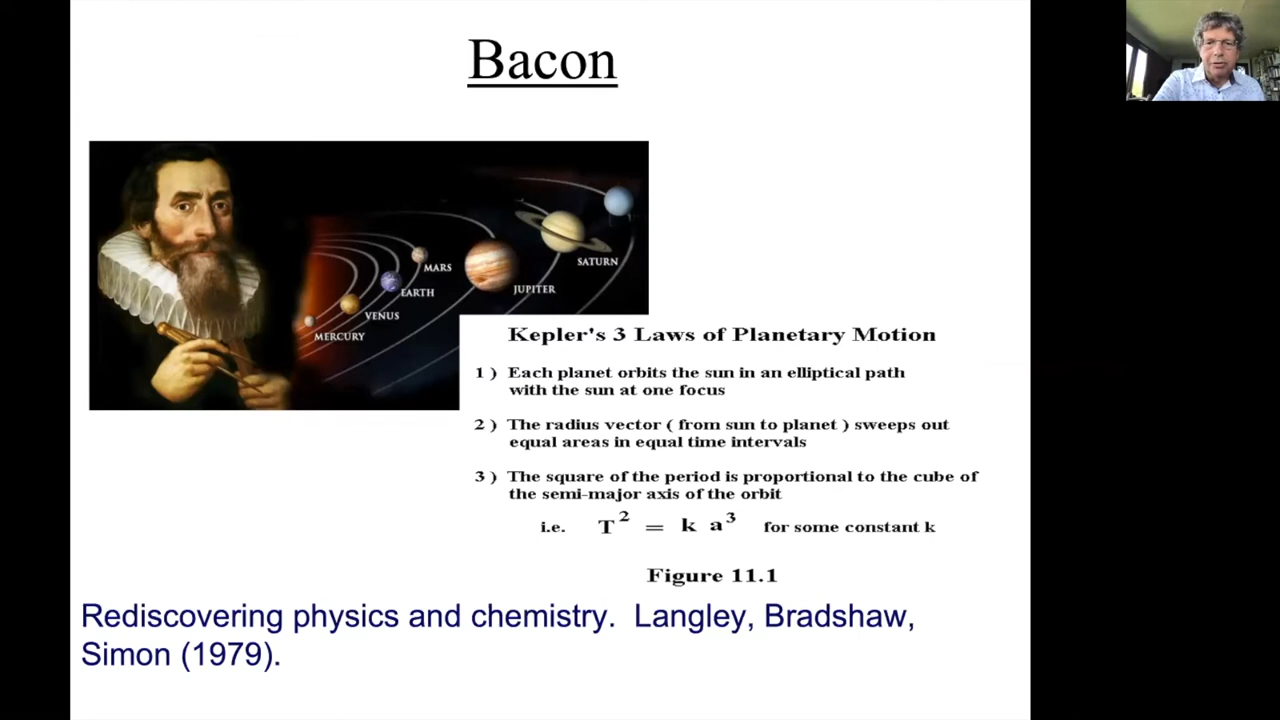 Bacon
MARS
SATURN
EARTH
JUPITER
VENUS
MERCURY
Kepler's 3 Laws of Planetary Motion
1 ) Each planet orbits the sun in an elliptical path
with the sun at one focus
2 ) The radius vector ( from sun to planet ) sweeps out
equal areas in equal time intervals
3 ) The square of the period is proportional to the cube of
the semi-major axis of the orbit
i.e. T² = k a³ for some constant k
Figure 11.1
Rediscovering physics and chemistry. Langley, Bradshaw,
Simon (1979).